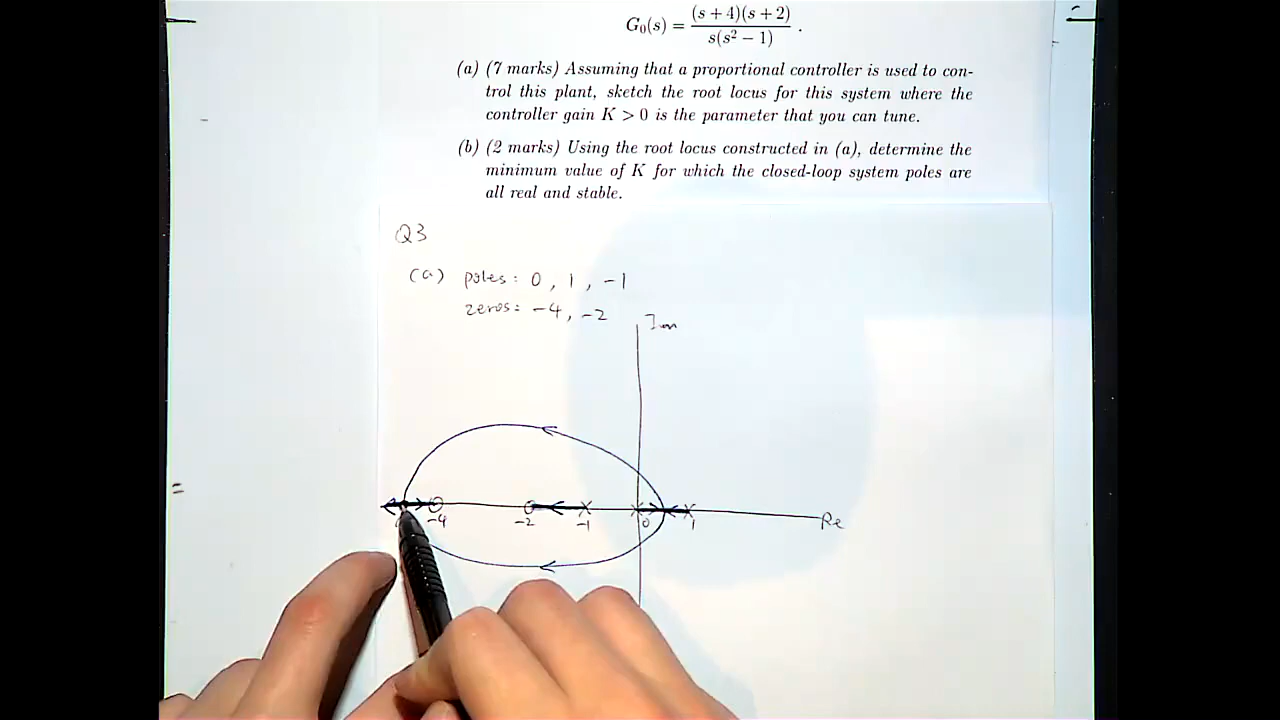 G₀(s) = (s + 4)(s + 2) / s(s² − 1) .
(a) (7 marks) Assuming that a proportional controller is used to con-
trol this plant, sketch the root locus for this system where the
controller gain K > 0 is the parameter that you can tune.
(b) (2 marks) Using the root locus constructed in (a), determine the
minimum value of K for which the closed-loop system poles are
all real and stable.
Q3
(a) poles: 0, 1, -1
zeros: -4, -2
Im
-4 -2 -1 0 1 Re